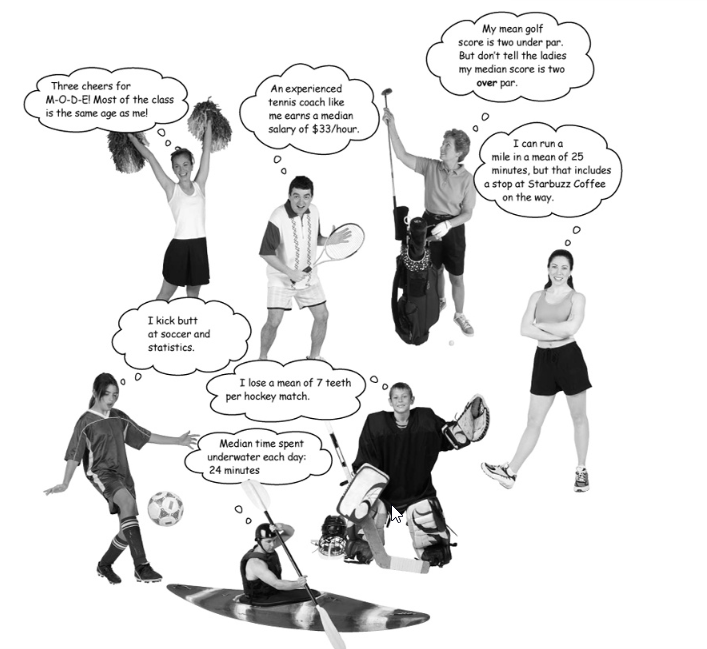 My mean golf
score is two under par.
But don't tell the ladies
my median score is two
over par.
Three cheers for
M-O-D-E! Most of the class
is the same age as me!
An experienced
tennis coach like
me earns a median
salary of $33/hour.
I can run a
mile in a mean of 25
minutes, but that includes
a stop at Starbuzz Coffee
on the way.
I kick butt
at soccer and
statistics.
I lose a mean of 7 teeth
per hockey match.
Median time spent
underwater each day:
24 minutes